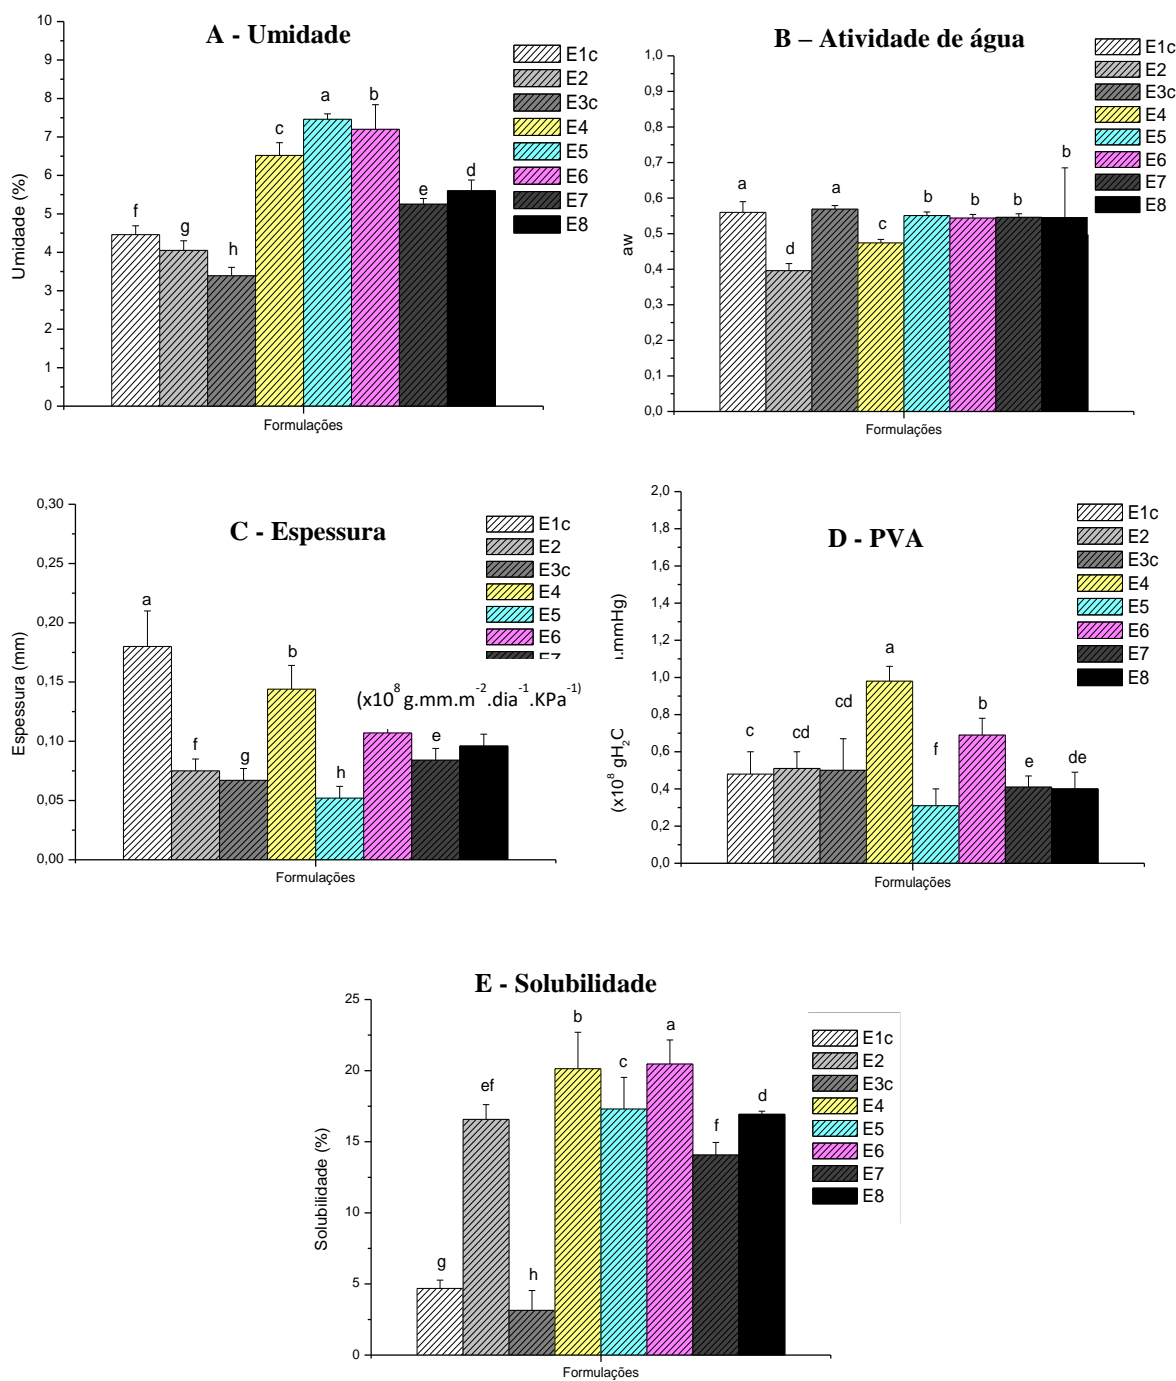 A - Umidade
10
9
8
7
6
5
4
3
2
1
0
Umidade (%)
f
g
h
c
a
b
e
d
Formulações
E1c
E2
E3c
E4
E5
E6
E7
E8
B – Atividade de água
1,0
0,9
0,8
0,7
0,6
0,5
0,4
0,3
0,2
0,1
0,0
aw
a
d
a
c
b
b
b
b
Formulações
E1c
E2
E3c
E4
E5
E6
E7
E8
C - Espessura
0,30
0,25
0,20
0,15
0,10
0,05
0,00
Espessura (mm)
a
f
g
b
h
e
Formulações
E1c
E2
E3c
E4
E5
E6
(x10⁸ g.mm.m⁻².dia⁻¹.KPa⁻¹)
D - PVA
2,0
1,8
1,6
1,4
1,2
1,0
0,8
0,6
0,4
0,2
0,0
(x10⁸ gH₂C
.mmHg)
c
cd
cd
a
f
b
e
de
Formulações
E1c
E2
E3c
E4
E5
E6
E7
E8
E - Solubilidade
25
20
15
10
5
0
Solubilidade (%)
g
ef
h
b
c
a
f
d
Formulações
E1c
E2
E3c
E4
E5
E6
E7
E8